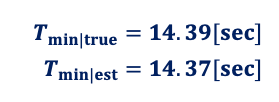 T_min|true = 14.39[sec]
T_min|est = 14.37[sec]